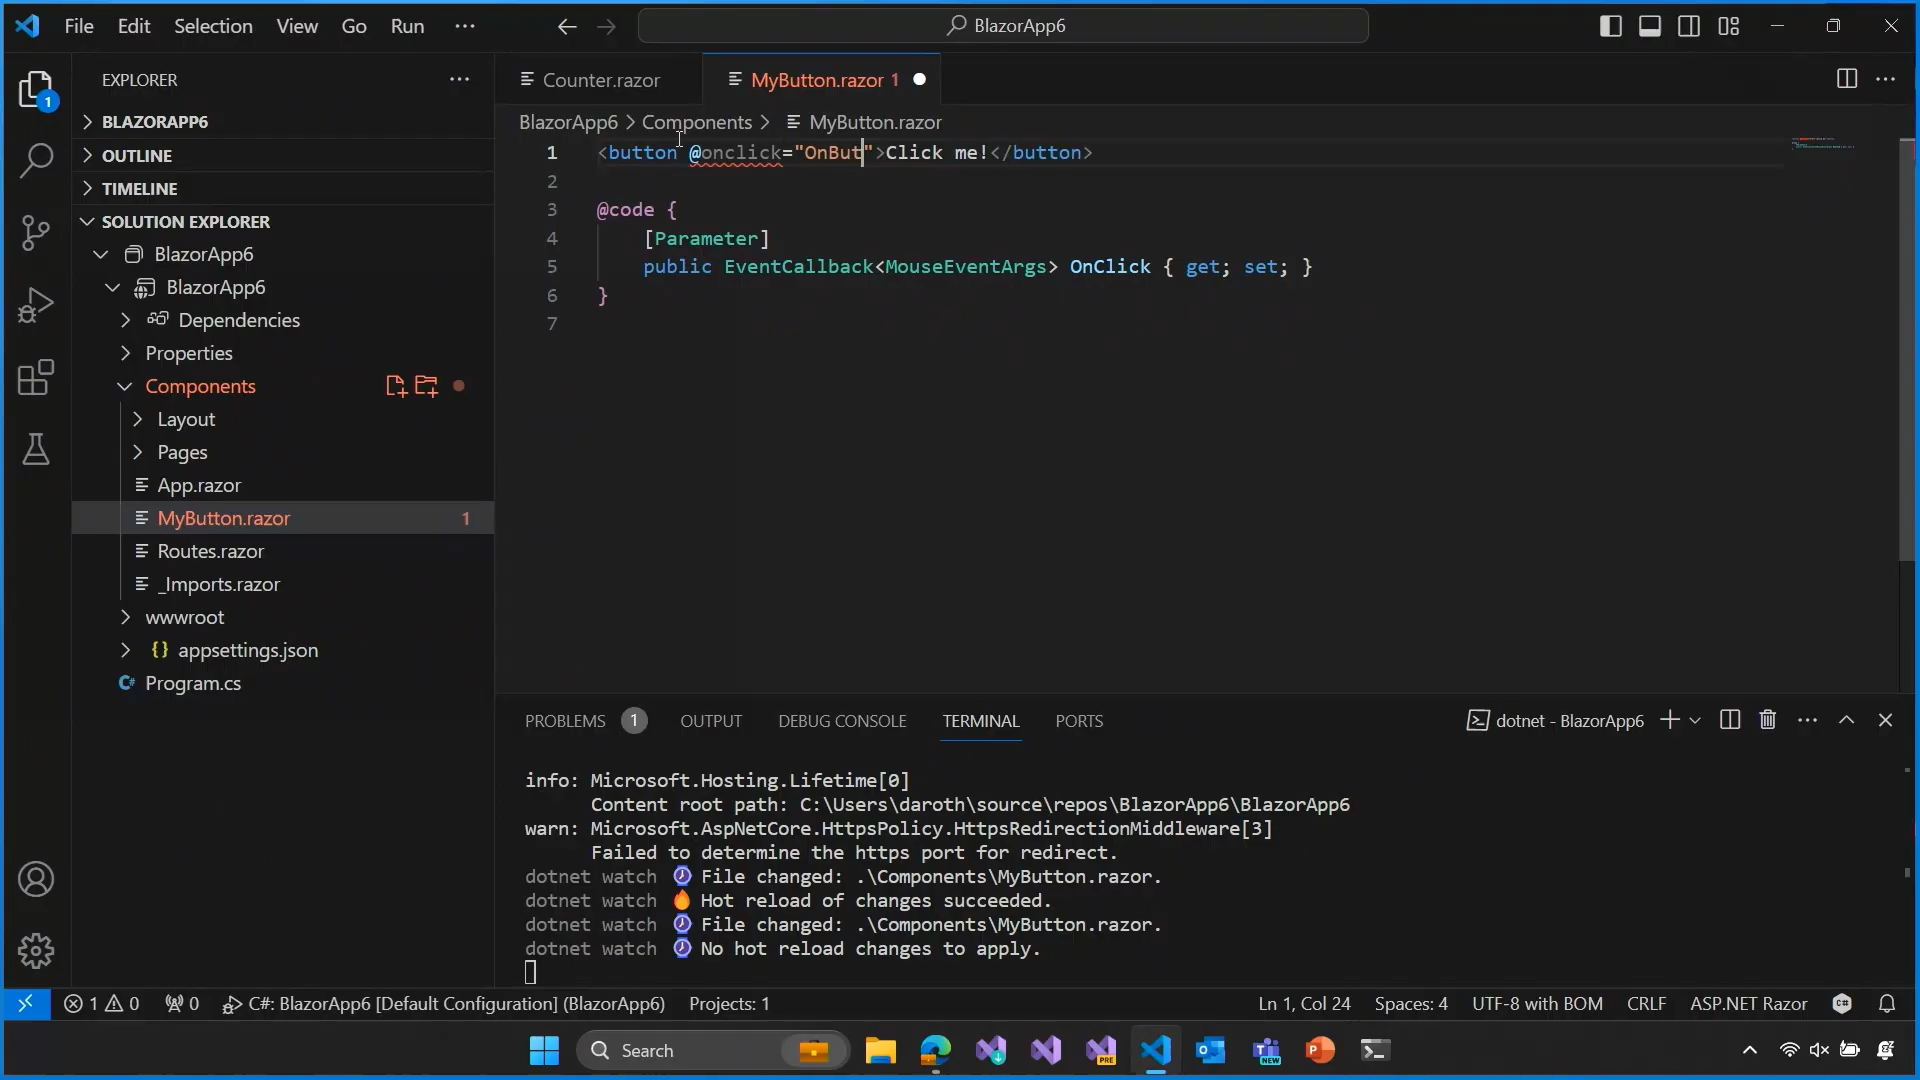 File Edit Selection View Go Run ···
BlazorApp6
EXPLORER
1
BLAZORAPP6
OUTLINE
TIMELINE
SOLUTION EXPLORER
BlazorApp6
BlazorApp6
Dependencies
Properties
Components
Layout
Pages
App.razor
MyButton.razor 1
Routes.razor
_Imports.razor
wwwroot
{} appsettings.json
C# Program.cs
Counter.razor MyButton.razor 1
BlazorApp6 > Components > MyButton.razor
1 <button @onclick="OnBut">Click me!</button>
2
3 @code {
4 [Parameter]
5 public EventCallback<MouseEventArgs> OnClick { get; set; }
6 }
7
PROBLEMS 1 OUTPUT DEBUG CONSOLE TERMINAL PORTS
dotnet - BlazorApp6
info: Microsoft.Hosting.Lifetime[0]
Content root path: C:\Users\daroth\source\repos\BlazorApp6\BlazorApp6
warn: Microsoft.AspNetCore.HttpsPolicy.HttpsRedirectionMiddleware[3]
Failed to determine the https port for redirect.
dotnet watch 🕗 File changed: .\Components\MyButton.razor.
dotnet watch 🔥 Hot reload of changes succeeded.
dotnet watch 🕗 File changed: .\Components\MyButton.razor.
dotnet watch 🕗 No hot reload changes to apply.
1 0 0 C#: BlazorApp6 [Default Configuration] (BlazorApp6) Projects: 1 Ln 1, Col 24 Spaces: 4 UTF-8 with BOM CRLF ASP.NET Razor
Search
PRE
NEW